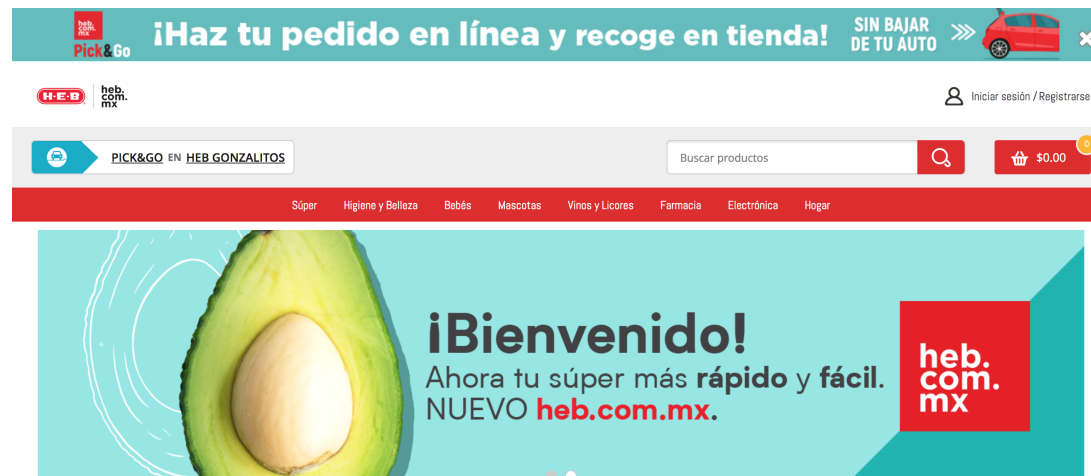 heb.
com.
mx
Pick&Go
¡Haz tu pedido en línea y recoge en tienda!
SIN BAJAR
DE TU AUTO
H-E-B
heb.
com.
mx
Iniciar sesión / Registrarse
PICK&GO EN HEB GONZALITOS
Buscar productos
$0.00
0
Súper Higiene y Belleza Bebés Mascotas Vinos y Licores Farmacia Electrónica Hogar
¡Bienvenido!
Ahora tu súper más rápido y fácil.
NUEVO heb.com.mx.
heb.
com.
mx